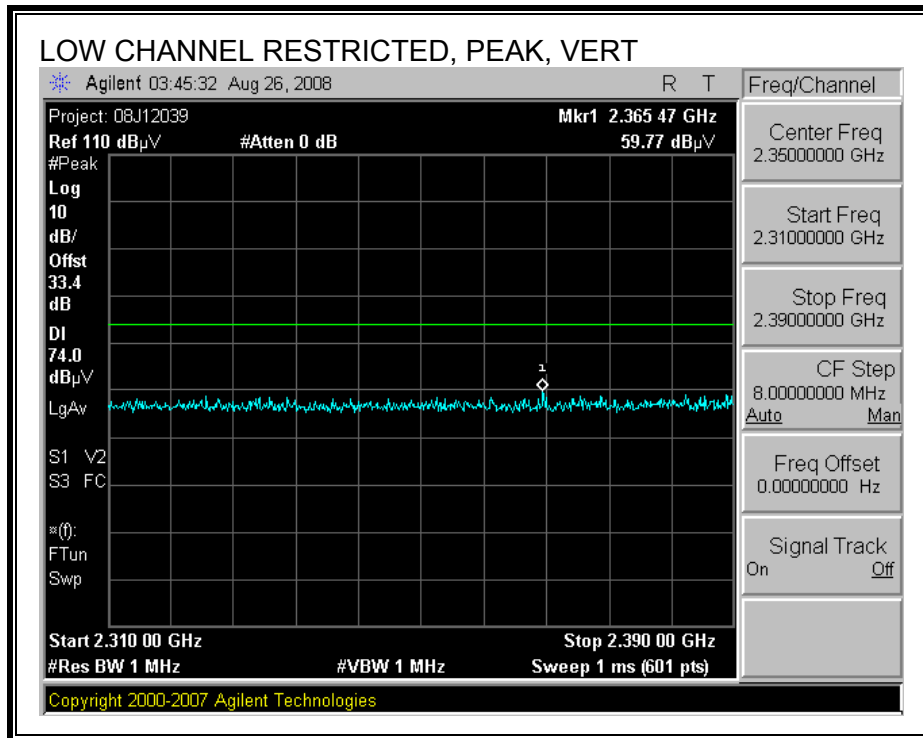 LOW CHANNEL RESTRICTED, PEAK, VERT
Agilent 03:45:32 Aug 26, 2008 R T
Project: 08J12039 Mkr1 2.365 47 GHz
Ref 110 dBµV #Atten 0 dB 59.77 dBµV
#Peak
Log
10
dB/
Offst
33.4
dB
DI
74.0
dBµV
LgAv
S1 V2
S3 FC
¤(f):
FTun
Swp
1
Start 2.310 00 GHz Stop 2.390 00 GHz
#Res BW 1 MHz #VBW 1 MHz Sweep 1 ms (601 pts)
Copyright 2000-2007 Agilent Technologies
Freq/Channel
Center Freq
2.35000000 GHz
Start Freq
2.31000000 GHz
Stop Freq
2.39000000 GHz
CF Step
8.00000000 MHz
Auto Man
Freq Offset
0.00000000 Hz
Signal Track
On Off